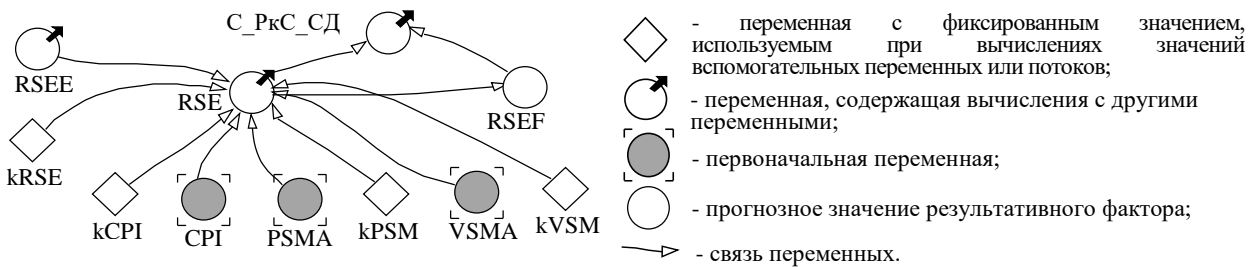 С_РкС_СД
RSEE
RSE
RSEF
kRSE
kCPI
CPI
PSMA
kPSM
VSMA
kVSM
- переменная с фиксированным значением,
используемым при вычислениях значений
вспомогательных переменных или потоков;
- переменная, содержащая вычисления с другими
переменными;
- первоначальная переменная;
- прогнозное значение результативного фактора;
- связь переменных.